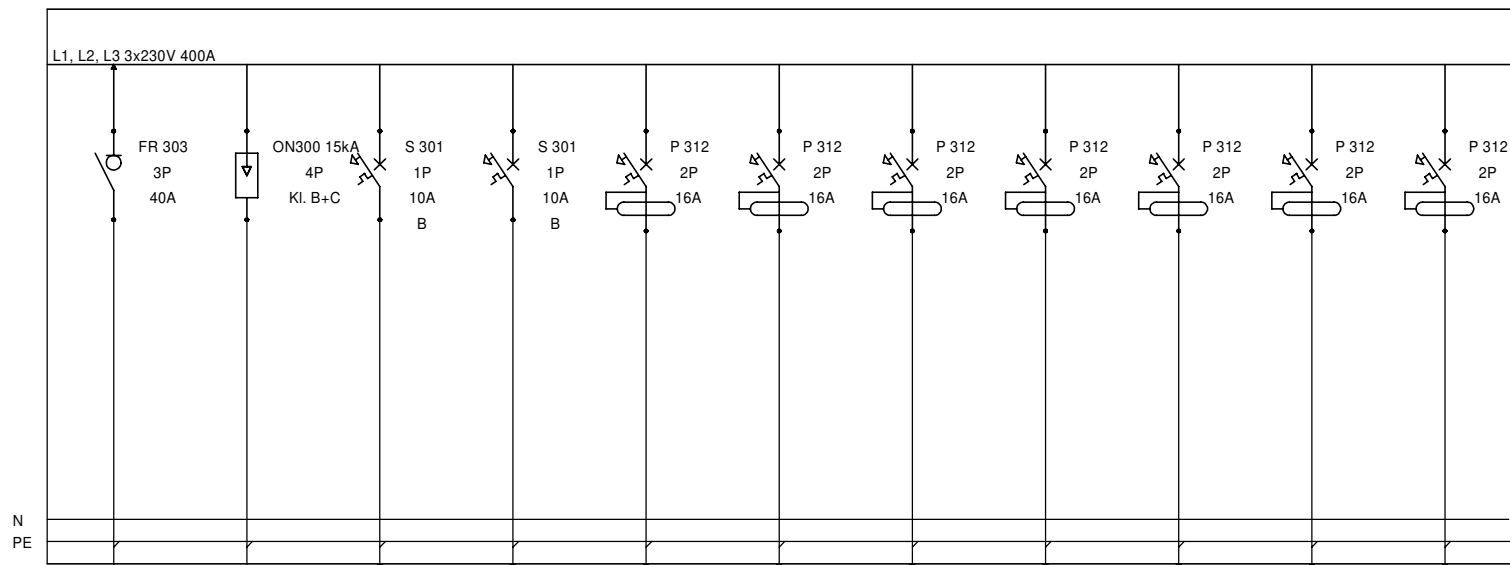 L1, L2, L3 3x230V 400A
FR 303
3P
40A
ON300 15kA
4P
Kl. B+C
S 301
1P
10A
B
S 301
1P
10A
B
P 312
2P
16A
P 312
2P
16A
P 312
2P
16A
P 312
2P
16A
P 312
2P
16A
P 312
2P
16A
P 312
2P
16A
N
PE